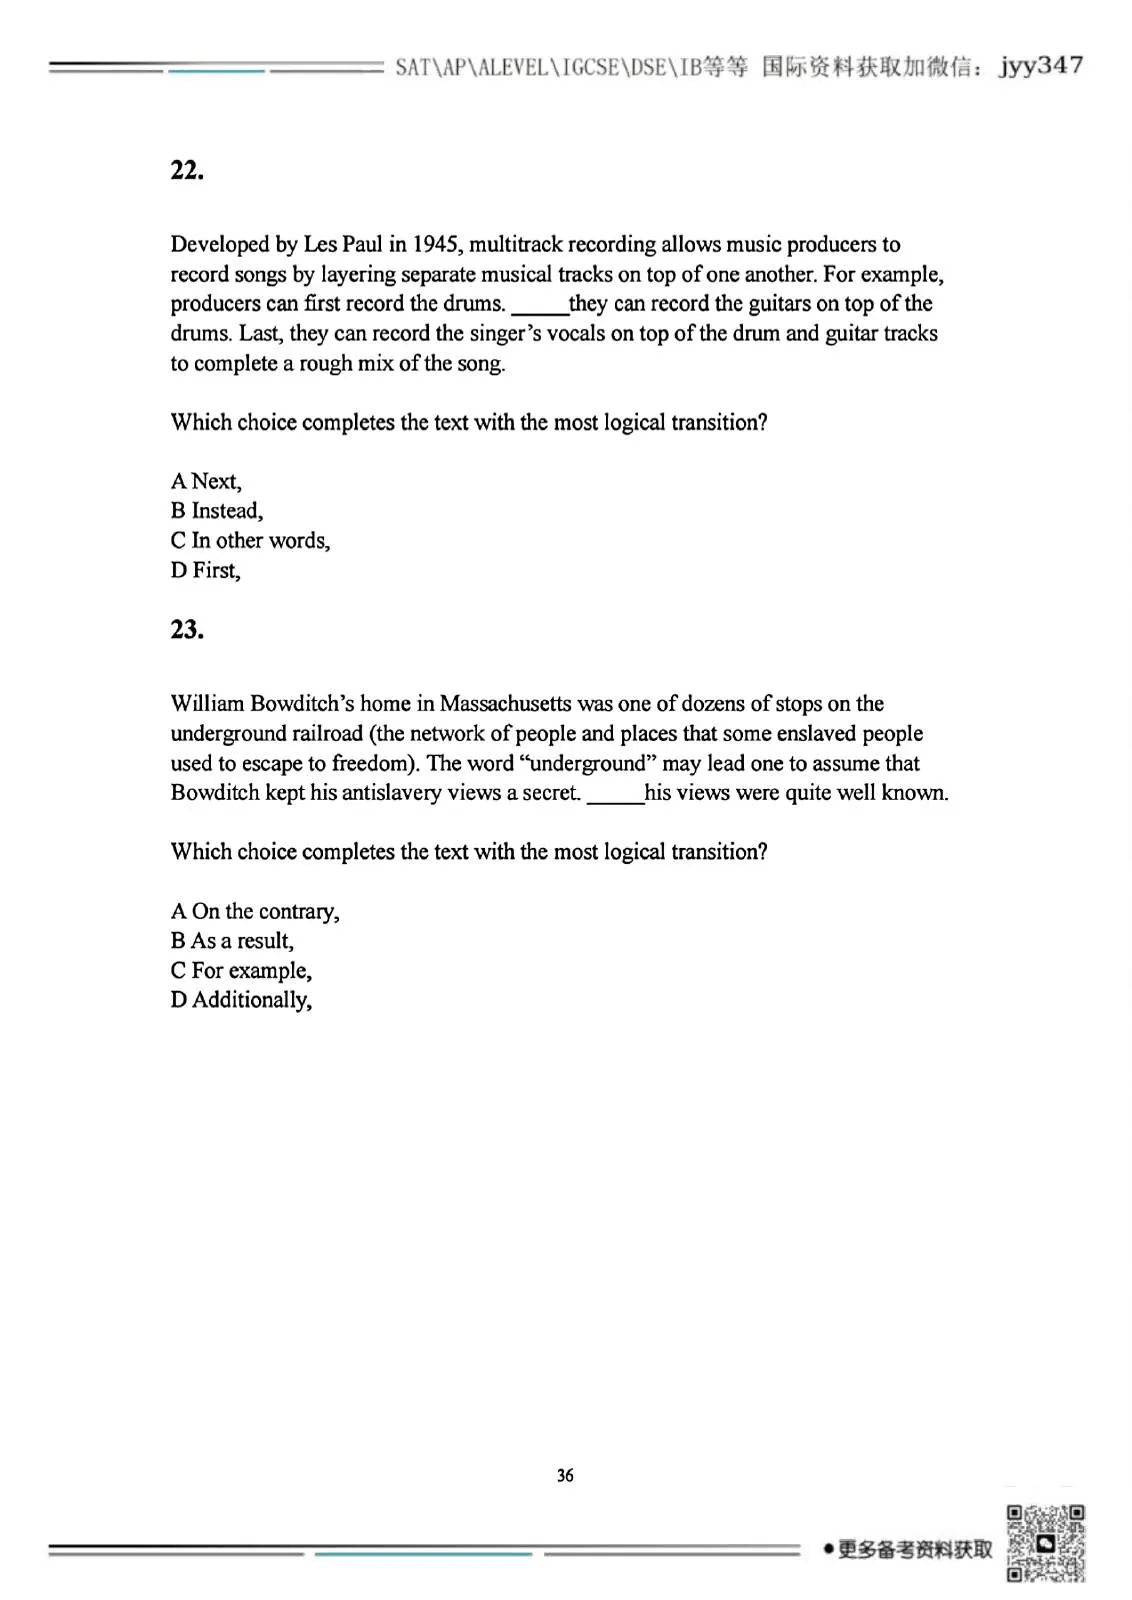 SAT\AP\ALEVEL\IGCSE\DSE\IB等等 国际资料获取加微信：jyy347
22.
Developed by Les Paul in 1945, multitrack recording allows music producers to
record songs by layering separate musical tracks on top of one another. For example,
producers can first record the drums. _____they can record the guitars on top of the
drums. Last, they can record the singer’s vocals on top of the drum and guitar tracks
to complete a rough mix of the song.
Which choice completes the text with the most logical transition?
A Next,
B Instead,
C In other words,
D First,
23.
William Bowditch’s home in Massachusetts was one of dozens of stops on the
underground railroad (the network of people and places that some enslaved people
used to escape to freedom). The word “underground” may lead one to assume that
Bowditch kept his antislavery views a secret. _____his views were quite well known.
Which choice completes the text with the most logical transition?
A On the contrary,
B As a result,
C For example,
D Additionally,
36
●更多备考资料获取